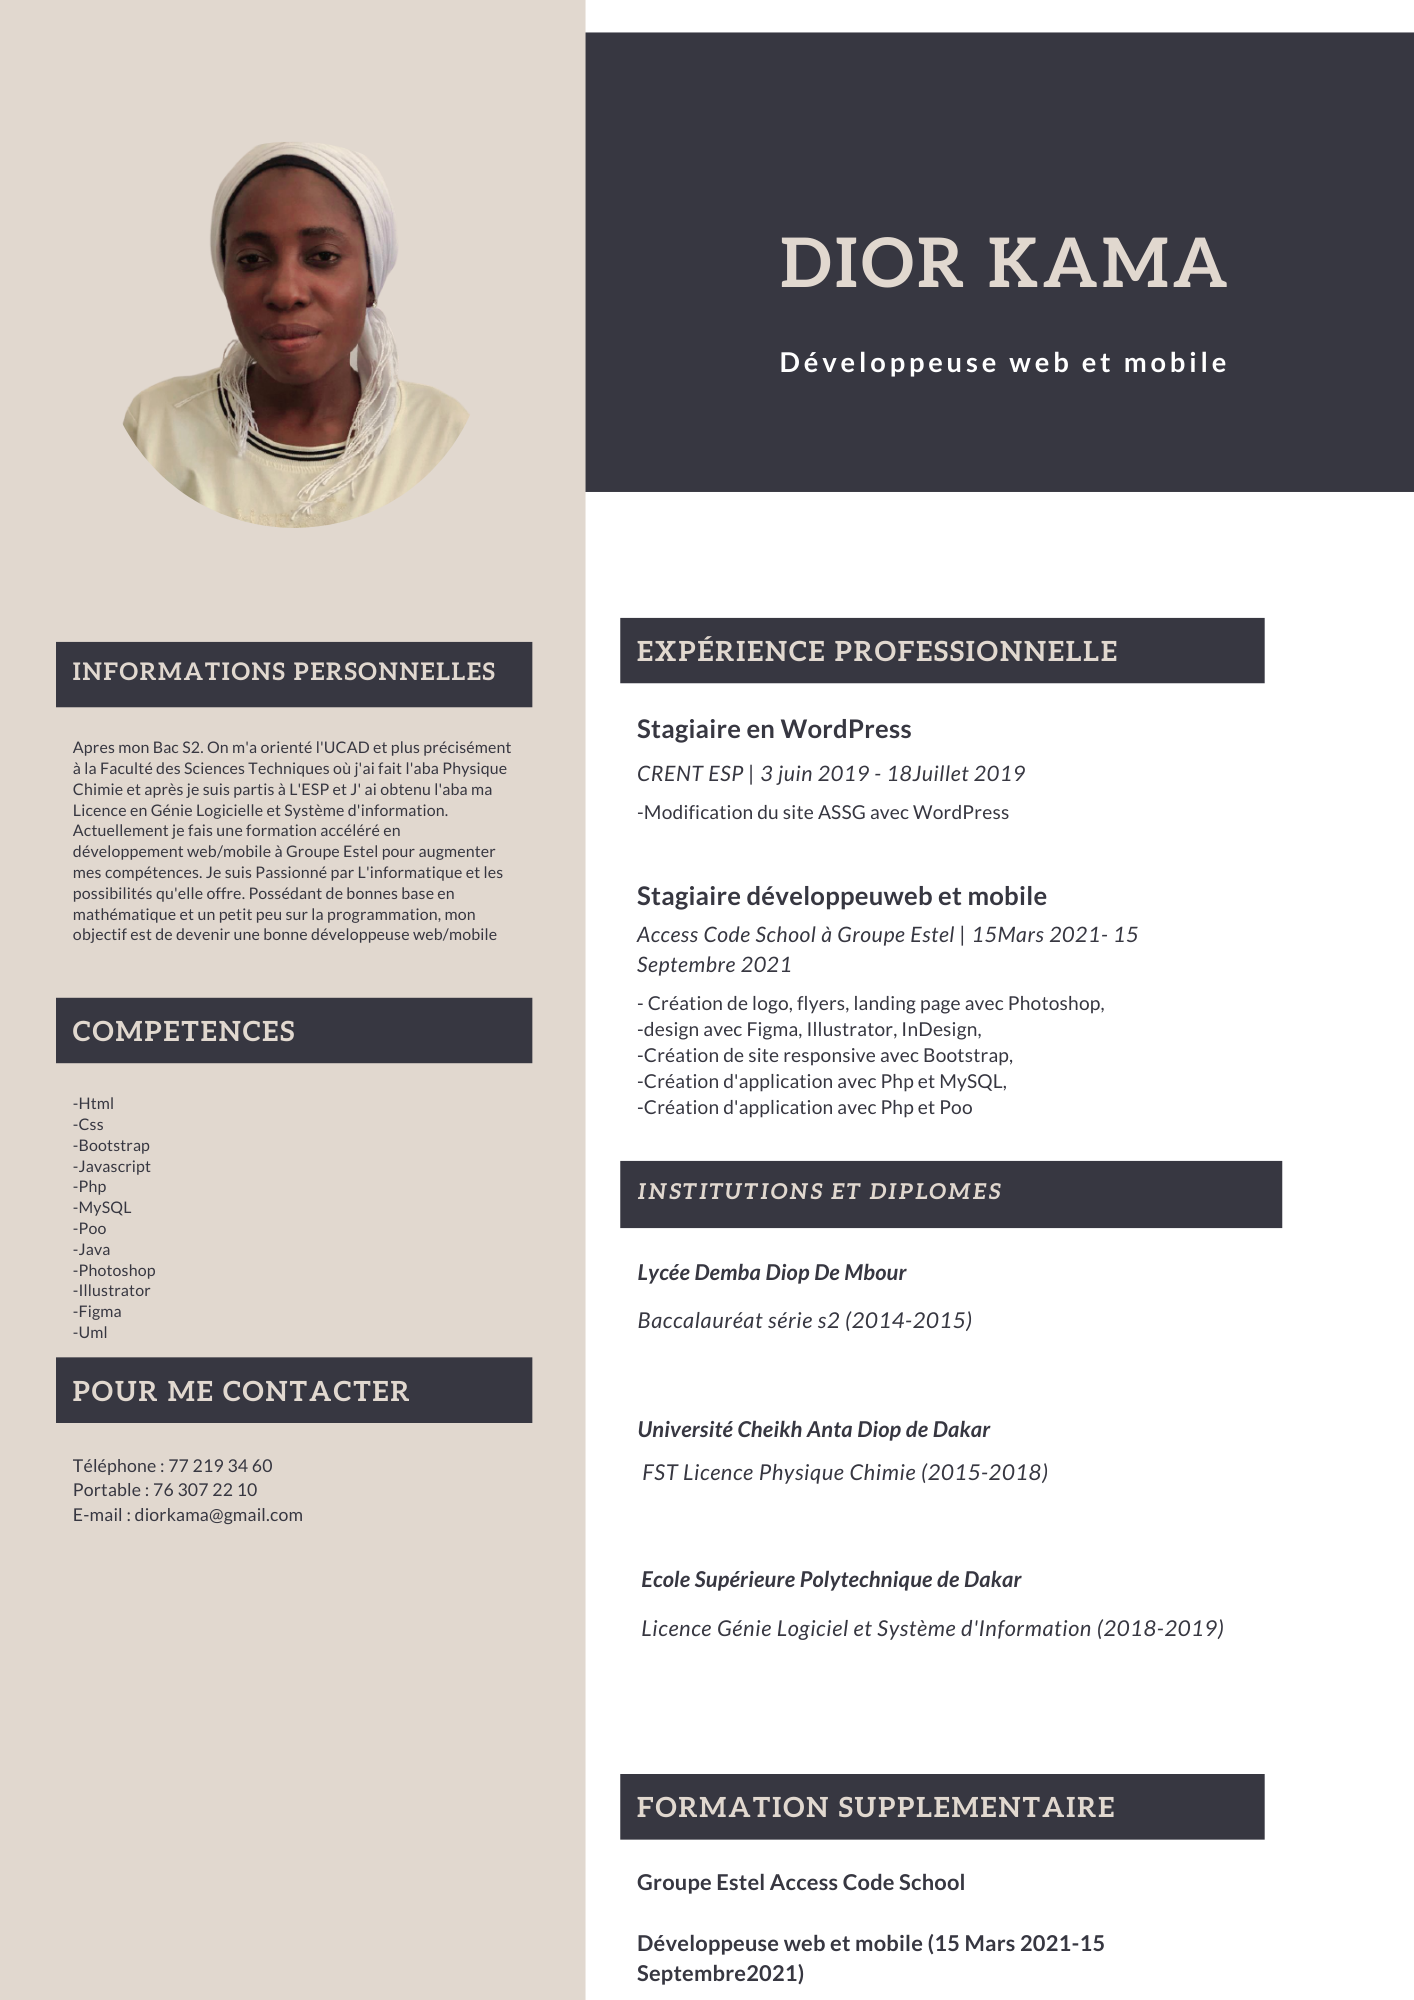 DIOR KAMA
Développeuse web et mobile
INFORMATIONS PERSONNELLES
Apres mon Bac S2. On m'a orienté l'UCAD et plus précisément
à la Faculté des Sciences Techniques où j'ai fait l'aba Physique
Chimie et après je suis partis à L'ESP et J' ai obtenu l'aba ma
Licence en Génie Logicielle et Système d'information.
Actuellement je fais une formation accéléré en
développement web/mobile à Groupe Estel pour augmenter
mes compétences. Je suis Passionné par L'informatique et les
possibilités qu'elle offre. Possédant de bonnes base en
mathématique et un petit peu sur la programmation, mon
objectif est de devenir une bonne développeuse web/mobile
COMPETENCES
-Html
-Css
-Bootstrap
-Javascript
-Php
-MySQL
-Poo
-Java
-Photoshop
-Illustrator
-Figma
-Uml
POUR ME CONTACTER
Téléphone : 77 219 34 60
Portable : 76 307 22 10
E-mail : diorkama@gmail.com
EXPÉRIENCE PROFESSIONNELLE
Stagiaire en WordPress
CRENT ESP | 3 juin 2019 - 18Juillet 2019
-Modification du site ASSG avec WordPress
Stagiaire développeuweb et mobile
Access Code School à Groupe Estel | 15Mars 2021- 15
Septembre 2021
- Création de logo, flyers, landing page avec Photoshop,
-design avec Figma, Illustrator, InDesign,
-Création de site responsive avec Bootstrap,
-Création d'application avec Php et MySQL,
-Création d'application avec Php et Poo
INSTITUTIONS ET DIPLOMES
Lycée Demba Diop De Mbour
Baccalauréat série s2 (2014-2015)
Université Cheikh Anta Diop de Dakar
FST Licence Physique Chimie (2015-2018)
Ecole Supérieure Polytechnique de Dakar
Licence Génie Logiciel et Système d'Information (2018-2019)
FORMATION SUPPLEMENTAIRE
Groupe Estel Access Code School
Développeuse web et mobile (15 Mars 2021-15
Septembre2021)